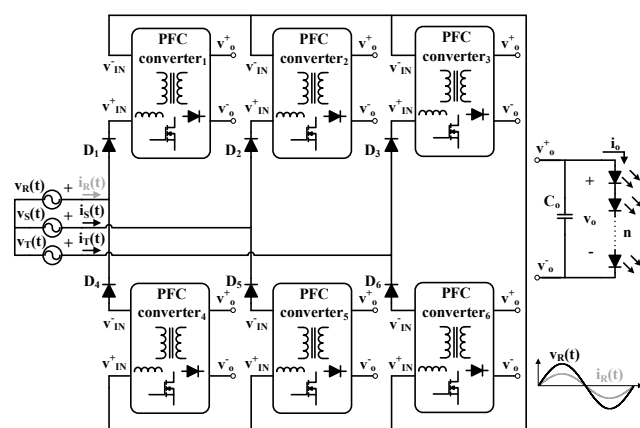 PFC
converter1
v-IN
v+IN
v+o
v-o
D1
PFC
converter2
v-IN
v+IN
v+o
v-o
D2
PFC
converter3
v-IN
v+IN
v+o
v-o
D3
vR(t)
+
iR(t)
vS(t)
+
iS(t)
vT(t)
+
iT(t)
D4
PFC
converter4
v-IN
v+IN
v+o
v-o
D5
PFC
converter5
v-IN
v+IN
v+o
v-o
D6
PFC
converter6
v-IN
v+IN
v+o
v-o
v+o
io
+
Co
vo
n
-
v-o
vR(t)
iR(t)